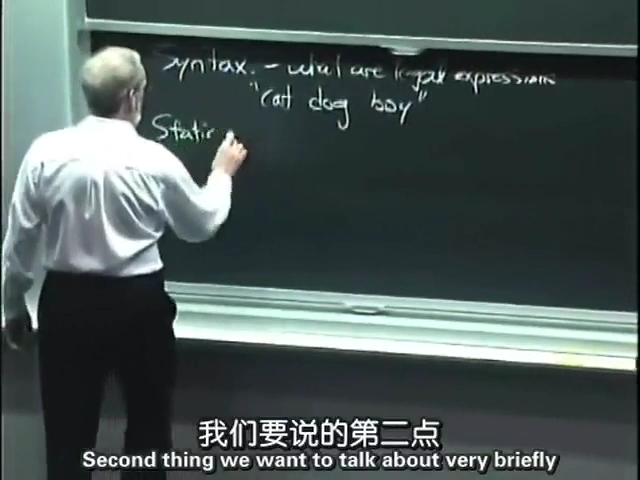 Syntax. - what are legal expressions
"cat dog boy"
Static
我们要说的第二点
Second thing we want to talk about very briefly